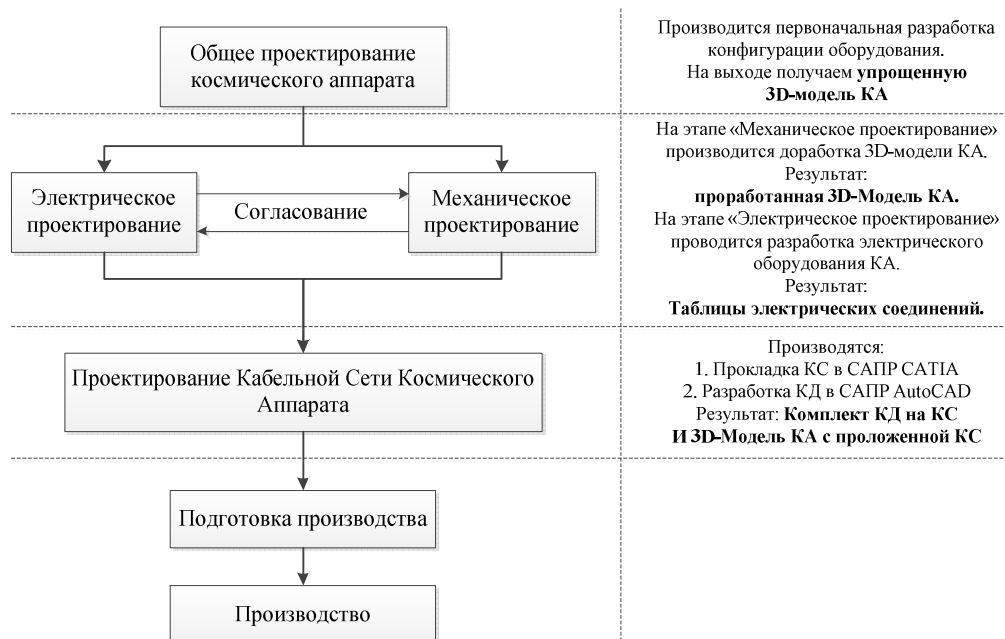 Общее проектирование
космического аппарата
Производится первоначальная разработка
конфигурации оборудования.
На выходе получаем упрощенную
3D-модель КА
Электрическое
проектирование
Согласование
Механическое
проектирование
На этапе «Механическое проектирование»
производится доработка 3D-модели КА.
Результат:
проработанная 3D-Модель КА.
На этапе «Электрическое проектирование»
проводится разработка электрического
оборудования КА.
Результат:
Таблицы электрических соединений.
Проектирование Кабельной Сети Космического
Аппарата
Производятся:
1. Прокладка КС в САПР CATIA
2. Разработка КД в САПР AutoCAD
Результат: Комплект КД на КС
И 3D-Модель КА с проложенной КС
Подготовка производства
Производство